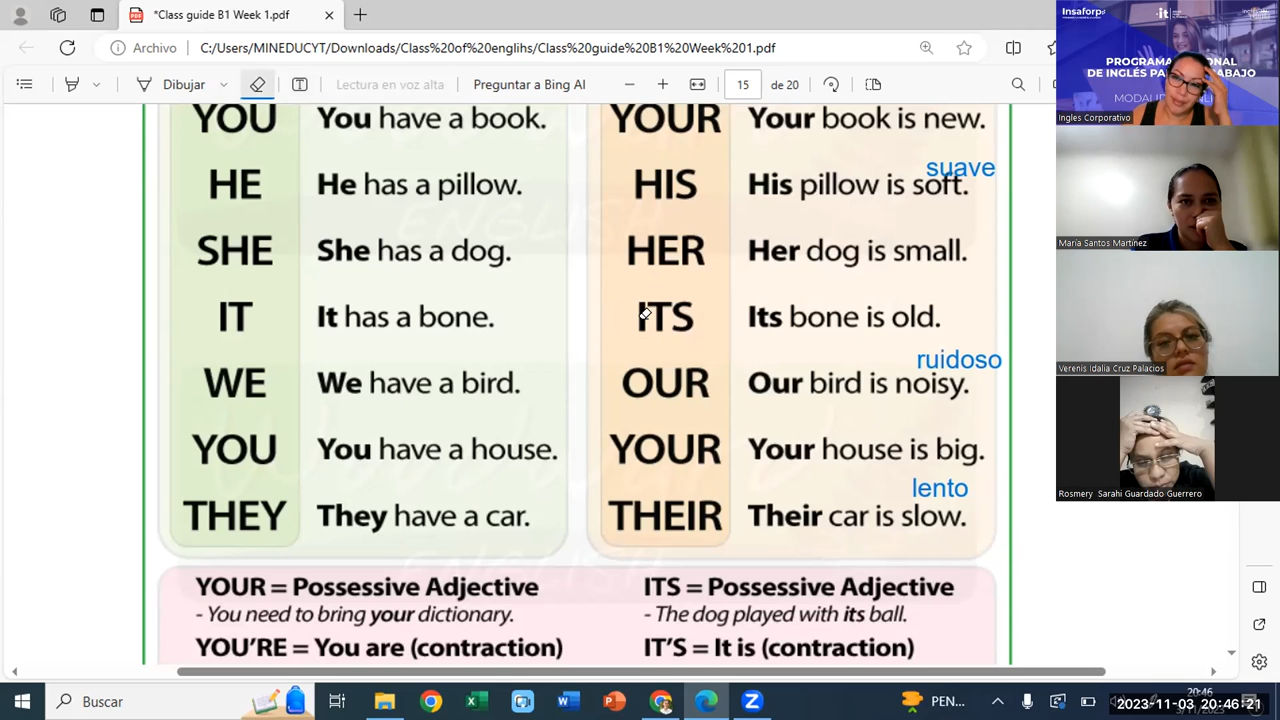 *Class guide B1 Week 1.pdf
Archivo
C:/Users/MINEDUCYT/Downloads/Class%20of%20englihs/Class%20guide%20B1%20Week%201.pdf
Dibujar
Lectura en voz alta
Preguntar a Bing AI
15 de 20
YOU You have a book. YOUR Your book is new.
suave
HE He has a pillow. HIS His pillow is soft.
SHE She has a dog. HER Her dog is small.
IT It has a bone. ITS Its bone is old.
ruidoso
WE We have a bird. OUR Our bird is noisy.
YOU You have a house. YOUR Your house is big.
lento
THEY They have a car. THEIR Their car is slow.
YOUR = Possessive Adjective
- You need to bring your dictionary.
YOU'RE = You are (contraction)
ITS = Possessive Adjective
- The dog played with its ball.
IT'S = It is (contraction)
Insaforp
Ingles Corporativo
María Santos Martínez
Verenis Idalia Cruz Palacios
Rosmery Sarahi Guardado Guerrero
Buscar
PEN...
20:46
2023-11-03 20:46:21